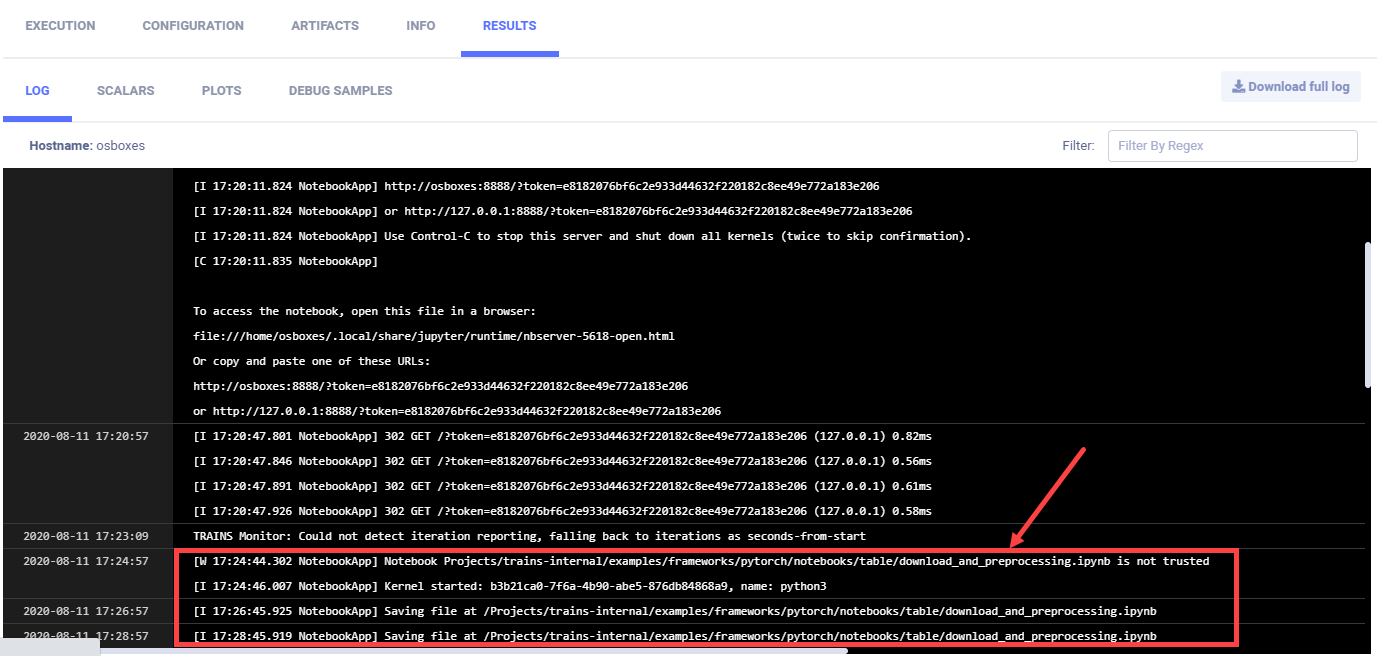 EXECUTION CONFIGURATION ARTIFACTS INFO RESULTS
LOG SCALARS PLOTS DEBUG SAMPLES Download full log
Hostname: osboxes Filter: Filter By Regex
[I 17:20:11.824 NotebookApp] http://osboxes:8888/?token=e8182076bf6c2e933d44632f220182c8ee49e772a183e206
[I 17:20:11.824 NotebookApp] or http://127.0.0.1:8888/?token=e8182076bf6c2e933d44632f220182c8ee49e772a183e206
[I 17:20:11.824 NotebookApp] Use Control-C to stop this server and shut down all kernels (twice to skip confirmation).
[C 17:20:11.835 NotebookApp]
To access the notebook, open this file in a browser:
file:///home/osboxes/.local/share/jupyter/runtime/nbserver-5618-open.html
Or copy and paste one of these URLs:
http://osboxes:8888/?token=e8182076bf6c2e933d44632f220182c8ee49e772a183e206
or http://127.0.0.1:8888/?token=e8182076bf6c2e933d44632f220182c8ee49e772a183e206
2020-08-11 17:20:57 [I 17:20:47.801 NotebookApp] 302 GET /?token=e8182076bf6c2e933d44632f220182c8ee49e772a183e206 (127.0.0.1) 0.82ms
[I 17:20:47.846 NotebookApp] 302 GET /?token=e8182076bf6c2e933d44632f220182c8ee49e772a183e206 (127.0.0.1) 0.56ms
[I 17:20:47.891 NotebookApp] 302 GET /?token=e8182076bf6c2e933d44632f220182c8ee49e772a183e206 (127.0.0.1) 0.61ms
[I 17:20:47.926 NotebookApp] 302 GET /?token=e8182076bf6c2e933d44632f220182c8ee49e772a183e206 (127.0.0.1) 0.58ms
2020-08-11 17:23:09 TRAINS Monitor: Could not detect iteration reporting, falling back to iterations as seconds-from-start
2020-08-11 17:24:57 [W 17:24:44.302 NotebookApp] Notebook Projects/trains-internal/examples/frameworks/pytorch/notebooks/table/download_and_preprocessing.ipynb is not trusted
[I 17:24:46.007 NotebookApp] Kernel started: b3b21ca0-7f6a-4b90-abe5-876db84868a9, name: python3
2020-08-11 17:26:57 [I 17:26:45.925 NotebookApp] Saving file at /Projects/trains-internal/examples/frameworks/pytorch/notebooks/table/download_and_preprocessing.ipynb
2020-08-11 17:28:57 [I 17:28:45.919 NotebookApp] Saving file at /Projects/trains-internal/examples/frameworks/pytorch/notebooks/table/download_and_preprocessing.ipynb